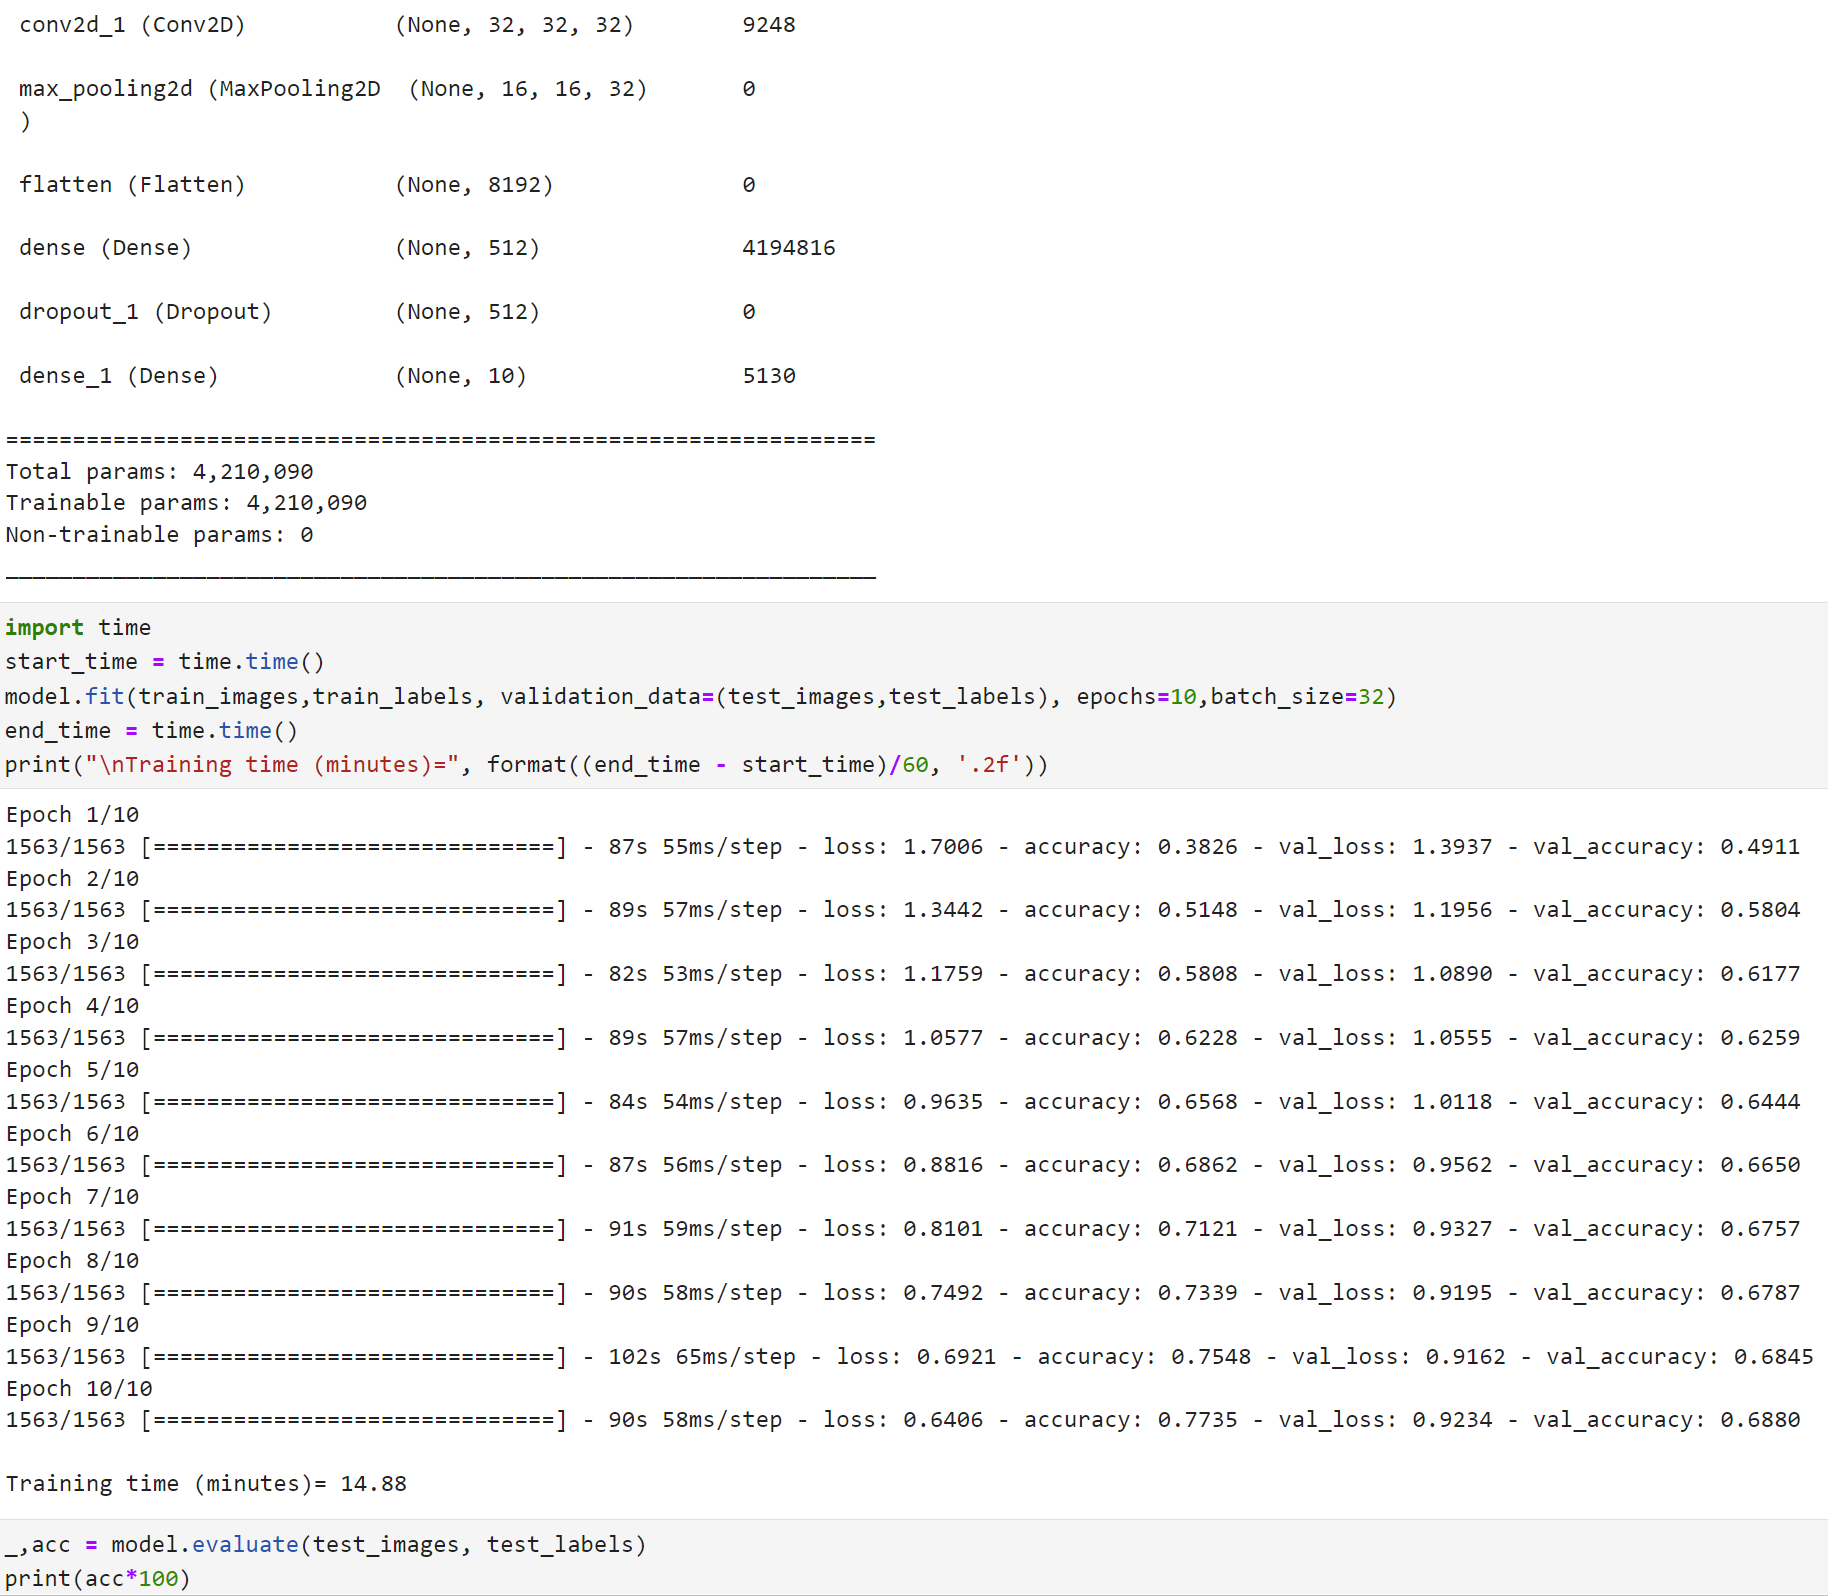 conv2d_1 (Conv2D) (None, 32, 32, 32) 9248
max_pooling2d (MaxPooling2D (None, 16, 16, 32) 0
)
flatten (Flatten) (None, 8192) 0
dense (Dense) (None, 512) 4194816
dropout_1 (Dropout) (None, 512) 0
dense_1 (Dense) (None, 10) 5130
=================================================================
Total params: 4,210,090
Trainable params: 4,210,090
Non-trainable params: 0
_________________________________________________________________
import time
start_time = time.time()
model.fit(train_images,train_labels, validation_data=(test_images,test_labels), epochs=10,batch_size=32)
end_time = time.time()
print("\nTraining time (minutes)=", format((end_time - start_time)/60, '.2f'))
Epoch 1/10
1563/1563 [==============================] - 87s 55ms/step - loss: 1.7006 - accuracy: 0.3826 - val_loss: 1.3937 - val_accuracy: 0.4911
Epoch 2/10
1563/1563 [==============================] - 89s 57ms/step - loss: 1.3442 - accuracy: 0.5148 - val_loss: 1.1956 - val_accuracy: 0.5804
Epoch 3/10
1563/1563 [==============================] - 82s 53ms/step - loss: 1.1759 - accuracy: 0.5808 - val_loss: 1.0890 - val_accuracy: 0.6177
Epoch 4/10
1563/1563 [==============================] - 89s 57ms/step - loss: 1.0577 - accuracy: 0.6228 - val_loss: 1.0555 - val_accuracy: 0.6259
Epoch 5/10
1563/1563 [==============================] - 84s 54ms/step - loss: 0.9635 - accuracy: 0.6568 - val_loss: 1.0118 - val_accuracy: 0.6444
Epoch 6/10
1563/1563 [==============================] - 87s 56ms/step - loss: 0.8816 - accuracy: 0.6862 - val_loss: 0.9562 - val_accuracy: 0.6650
Epoch 7/10
1563/1563 [==============================] - 91s 59ms/step - loss: 0.8101 - accuracy: 0.7121 - val_loss: 0.9327 - val_accuracy: 0.6757
Epoch 8/10
1563/1563 [==============================] - 90s 58ms/step - loss: 0.7492 - accuracy: 0.7339 - val_loss: 0.9195 - val_accuracy: 0.6787
Epoch 9/10
1563/1563 [==============================] - 102s 65ms/step - loss: 0.6921 - accuracy: 0.7548 - val_loss: 0.9162 - val_accuracy: 0.6845
Epoch 10/10
1563/1563 [==============================] - 90s 58ms/step - loss: 0.6406 - accuracy: 0.7735 - val_loss: 0.9234 - val_accuracy: 0.6880
Training time (minutes)= 14.88
_,acc = model.evaluate(test_images, test_labels)
print(acc*100)